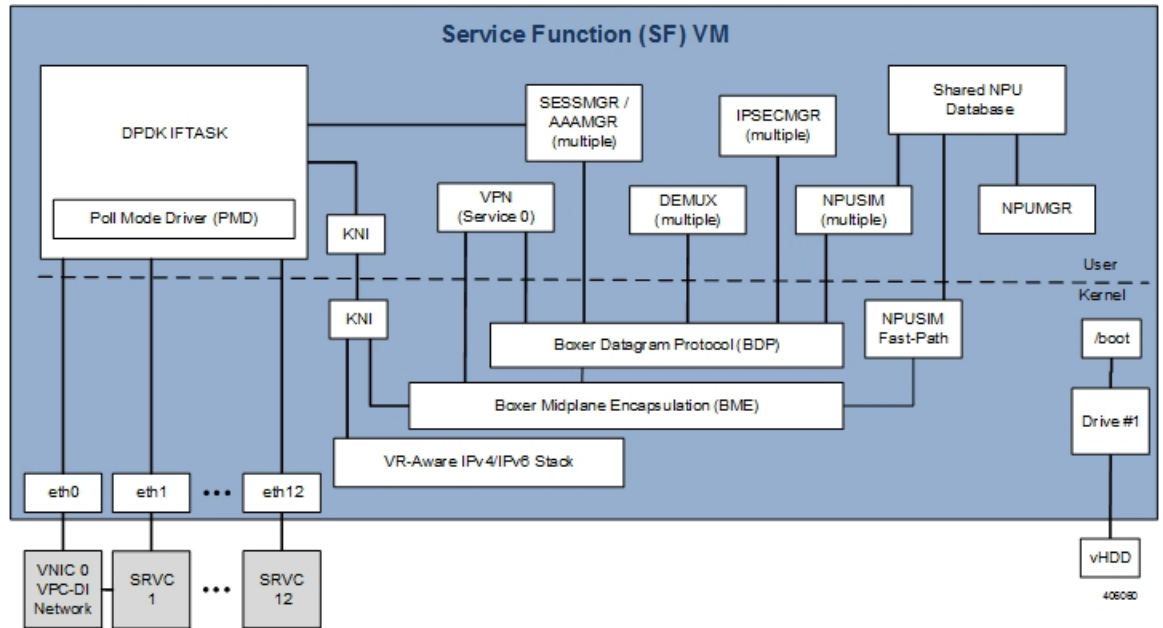 Service Function (SF) VM
DPDK IFTASK
Poll Mode Driver (PMD)
SESSMGR /
AAAMGR
(multiple)
IPSECMGR
(multiple)
Shared NPU
Database
VPN
(Service 0)
DEMUX
(multiple)
NPUSIM
(multiple)
NPUMGR
KNI
User
Kernel
KNI
Boxer Datagram Protocol (BDP)
NPUSIM
Fast-Path
/boot
Boxer Midplane Encapsulation (BME)
Drive #1
VR-Aware IPv4/IPv6 Stack
eth0
eth1
•••
eth12
VNIC 0
VPC-DI
Network
SRVC
1
•••
SRVC
12
vHDD
406060